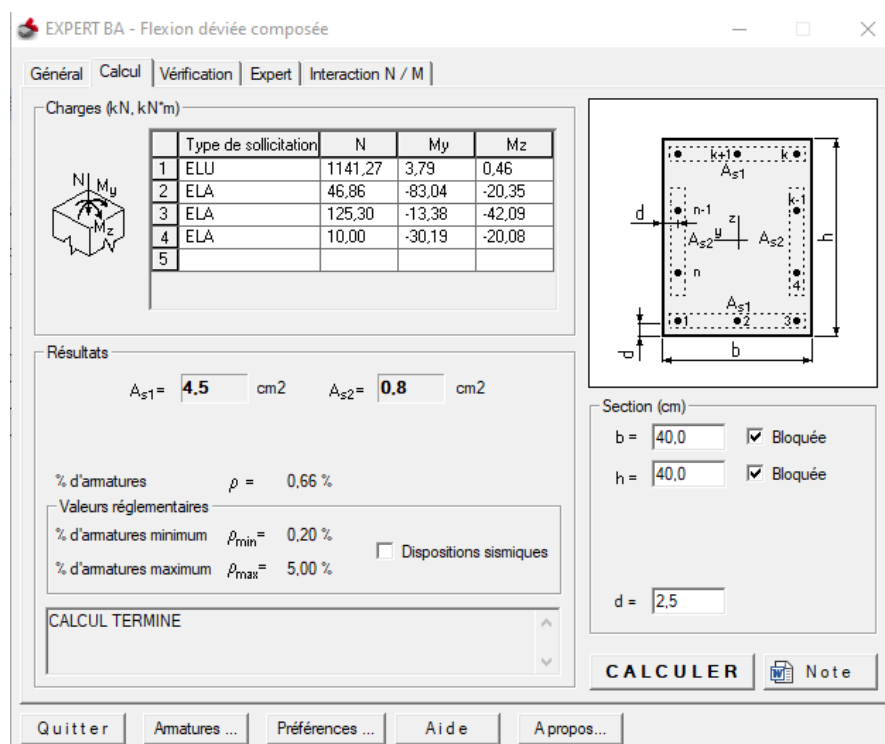 EXPERT BA - Flexion déviée composée
Général Calcul Vérification Expert Interaction N / M
Charges (kN, kN*m)
Type de sollicitation N My Mz
1 ELU 1141,27 3,79 0,46
2 ELA 46,86 -83,04 -20,35
3 ELA 125,30 -13,38 -42,09
4 ELA 10,00 -30,19 -20,08
5
N My
Mz
k+1 k
As1
k-1
d n-1 z
As2 y As2 h
n
4
As1
1 2 3
d
b
Résultats
As1= 4,5 cm2 As2= 0,8 cm2
% d'armatures ρ = 0,66 %
Valeurs réglementaires
% d'armatures minimum ρmin= 0,20 %
Dispositions sismiques
% d'armatures maximum ρmax= 5,00 %
CALCUL TERMINE
Section (cm)
b = 40,0 Bloquée
h = 40,0 Bloquée
d = 2,5
CALCULER Note
Quitter Armatures ... Préférences ... Aide A propos...